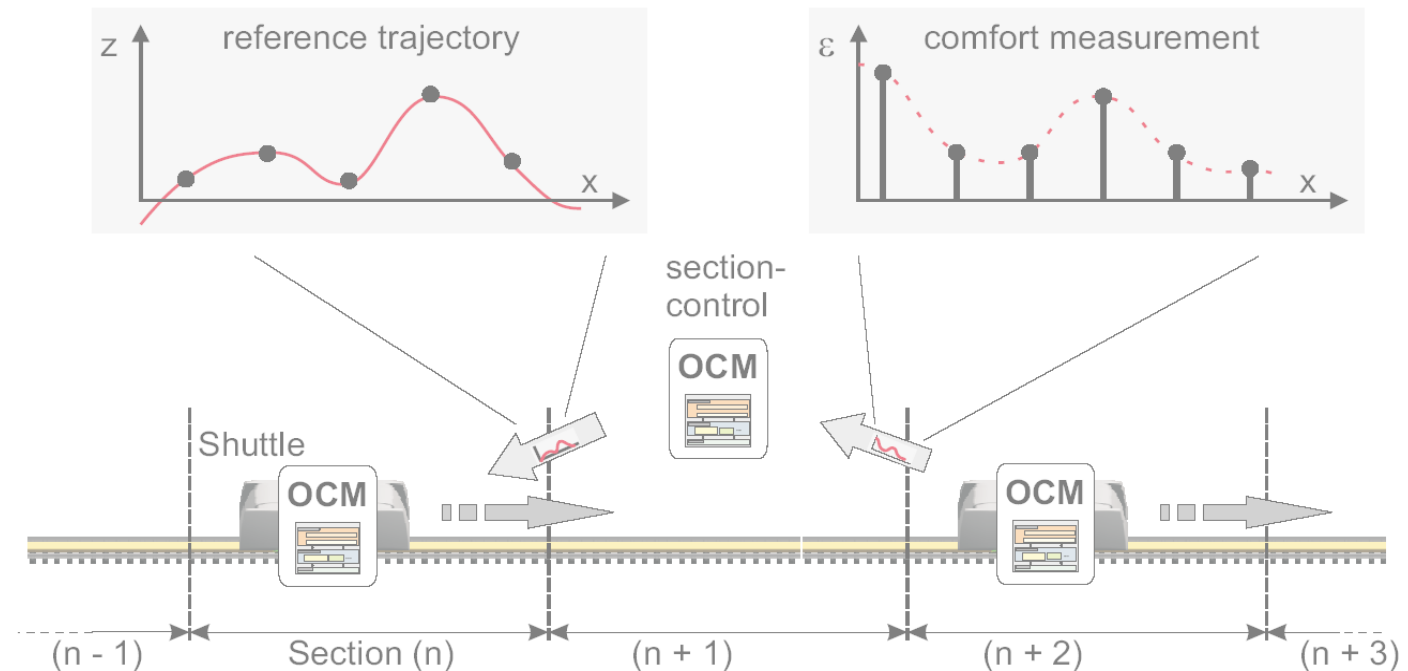 z
reference trajectory
x
ε
comfort measurement
x
section-
control
OCM
Shuttle
OCM
OCM
(n - 1)
Section (n)
(n + 1)
(n + 2)
(n + 3)